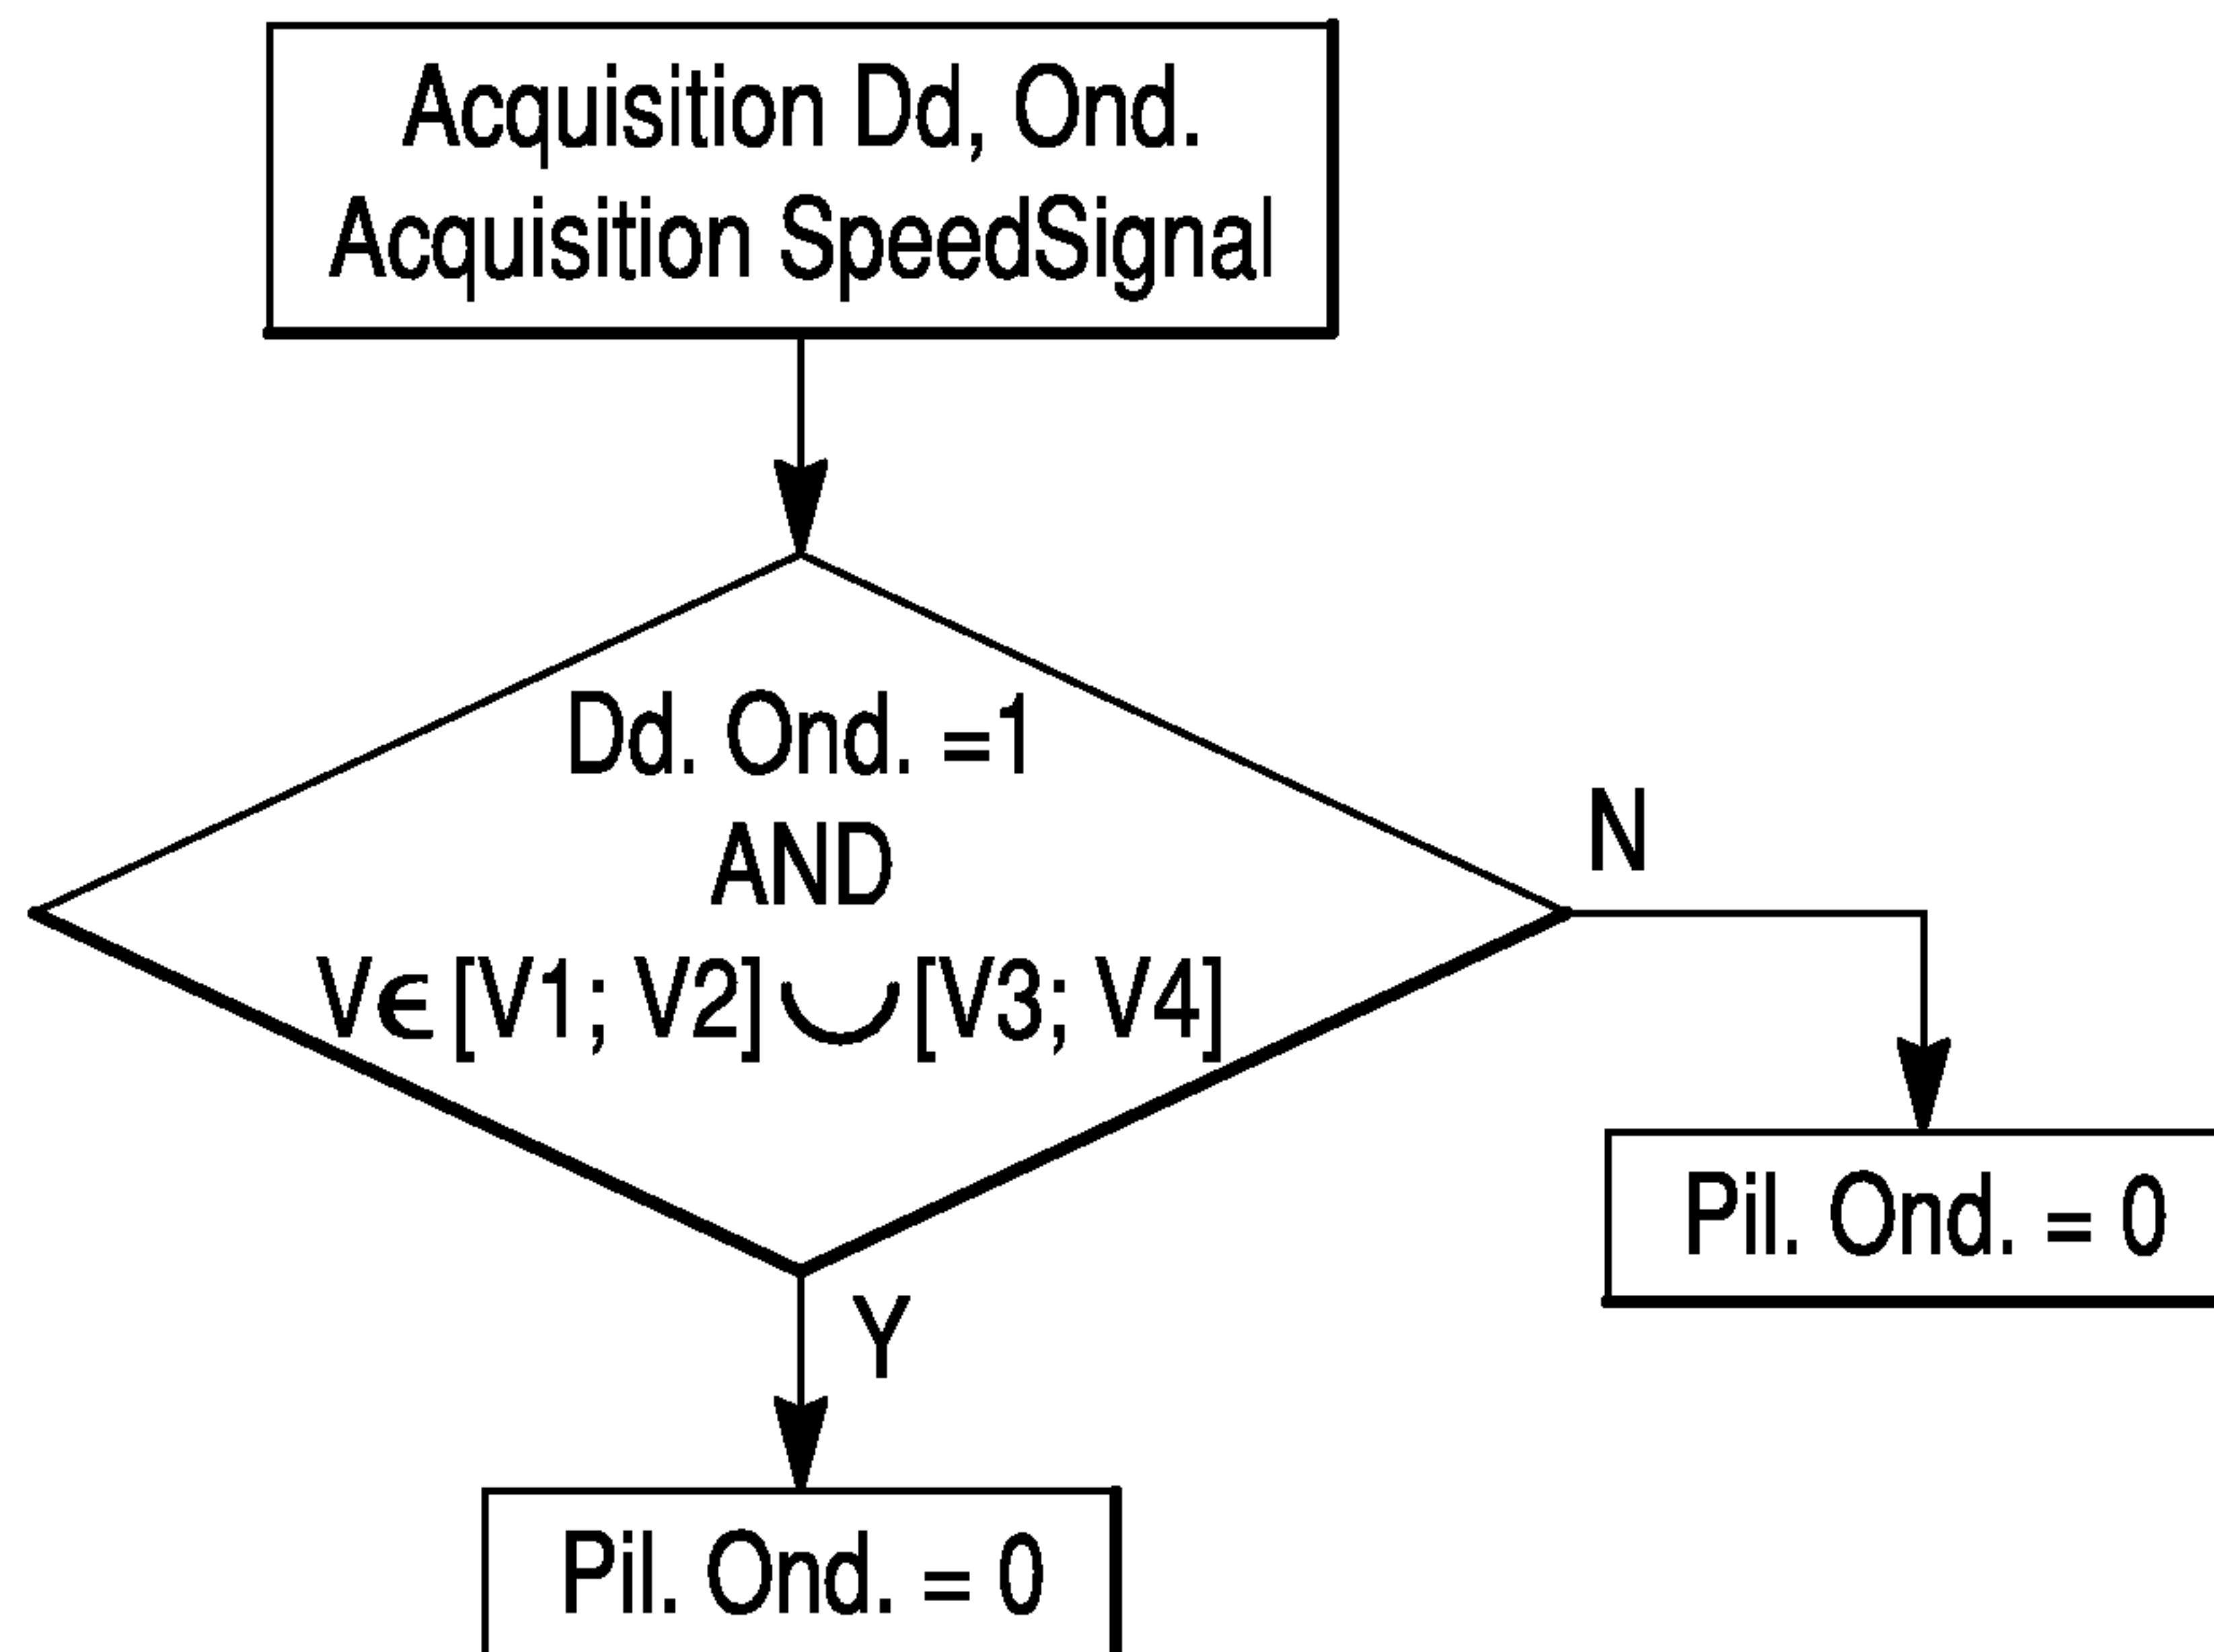 Acquisition Dd, Ond.
Acquisition SpeedSignal
Dd. Ond. =1
AND
V∈[V1; V2]∪[V3; V4]
N
Pil. Ond. = 0
Y
Pil. Ond. = 0